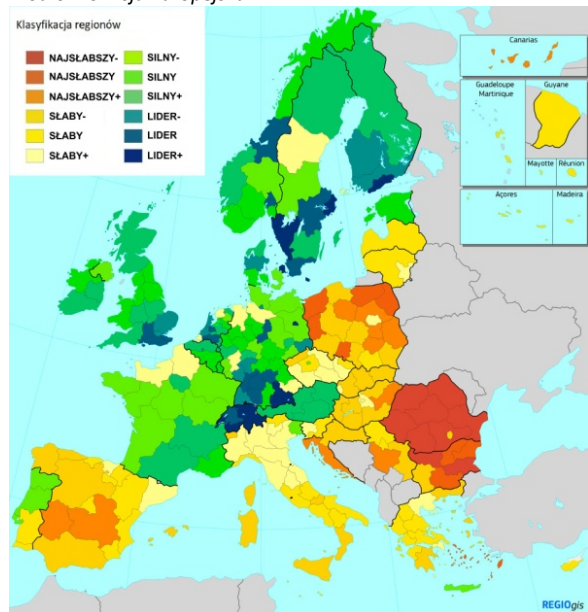 Klasyfikacja regionów
NAJSŁABSZY-
NAJSŁABSZY
NAJSŁABSZY+
SŁABY-
SŁABY
SŁABY+
SILNY-
SILNY
SILNY+
LIDER-
LIDER
LIDER+
Canarias
Guadeloupe
Martinique
Guyane
Mayotte
Réunion
Açores
Madeira
REGIOgis